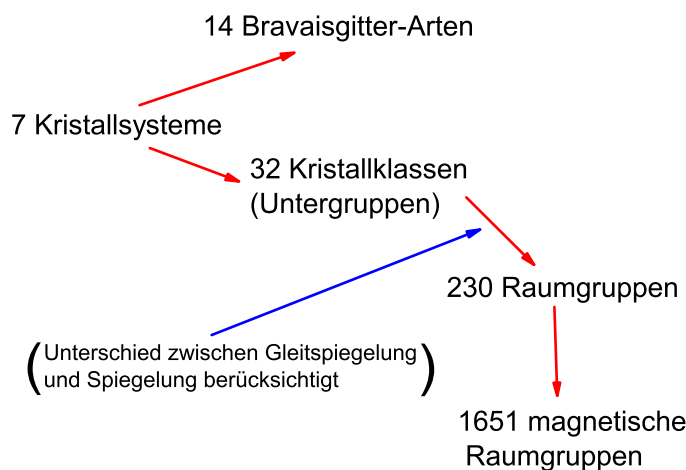 14 Bravaisgitter-Arten
7 Kristallsysteme
32 Kristallklassen
(Untergruppen)
230 Raumgruppen
(Unterschied zwischen Gleitspiegelung
und Spiegelung berücksichtigt)
1651 magnetische
Raumgruppen